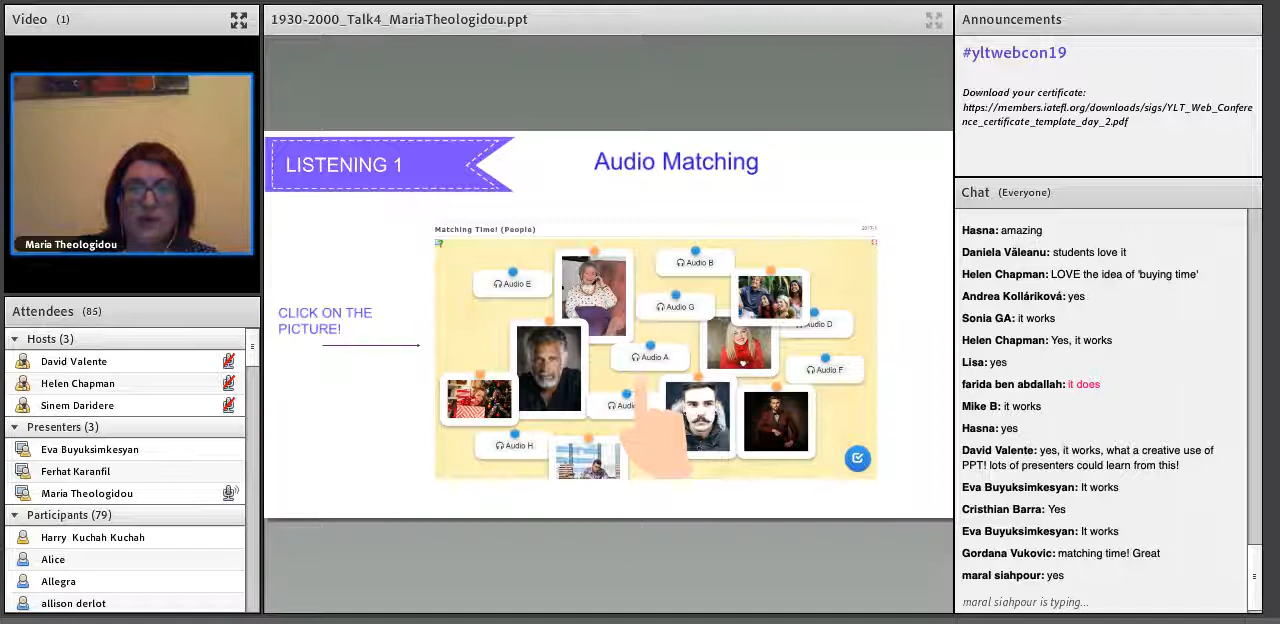 Video (1)
Maria Theologidou
Attendees (85)
Hosts (3)
David Valente
Helen Chapman
Sinem Daridere
Presenters (3)
Eva Buyuksimkesyan
Ferhat Karanfil
Maria Theologidou
Participants (79)
Harry Kuchah Kuchah
Alice
Allegra
allison derlot
1930-2000_Talk4_MariaTheologidou.ppt
LISTENING 1
Audio Matching
CLICK ON THE
PICTURE!
Matching Time! (People)
Audio E
Audio B
Audio G
Audio D
Audio A
Audio F
Audio H
Announcements
#yltwebcon19
Download your certificate:
https://members.iatefl.org/downloads/sigs/YLT_Web_Confere
nce_certificate_template_day_2.pdf
Chat (Everyone)
Hasna: amazing
Daniela Văleanu: students love it
Helen Chapman: LOVE the idea of 'buying time'
Andrea Kolláriková: yes
Sonia GA: it works
Helen Chapman: Yes, it works
Lisa: yes
farida ben abdallah: it does
Mike B: it works
Hasna: yes
David Valente: yes, it works, what a creative use of
PPT! lots of presenters could learn from this!
Eva Buyuksimkesyan: It works
Cristhian Barra: Yes
Eva Buyuksimkesyan: It works
Gordana Vukovic: matching time! Great
maral siahpour: yes
maral siahpour is typing...